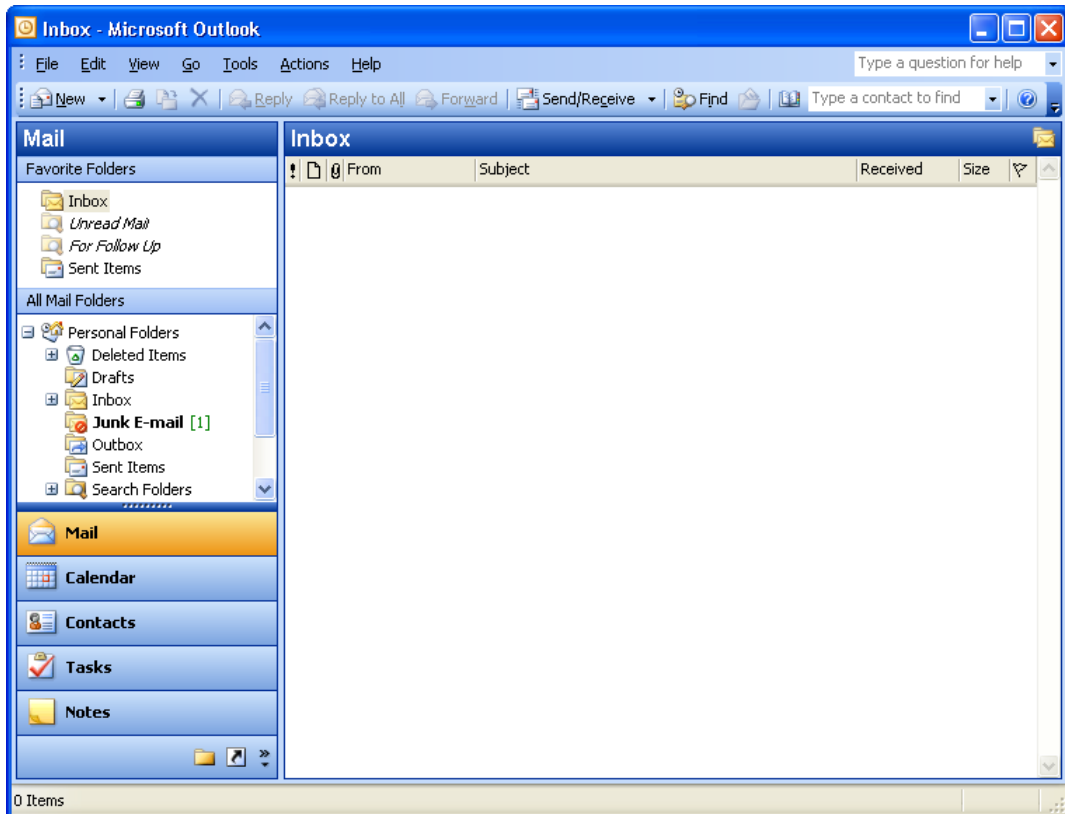 Inbox - Microsoft Outlook
File Edit View Go Tools Actions Help Type a question for help
New Reply Reply to All Forward Send/Receive Find Type a contact to find
Mail
Favorite Folders
Inbox
Unread Mail
For Follow Up
Sent Items
All Mail Folders
Personal Folders
Deleted Items
Drafts
Inbox
Junk E-mail [1]
Outbox
Sent Items
Search Folders
Mail
Calendar
Contacts
Tasks
Notes
Inbox
! From Subject Received Size
0 Items